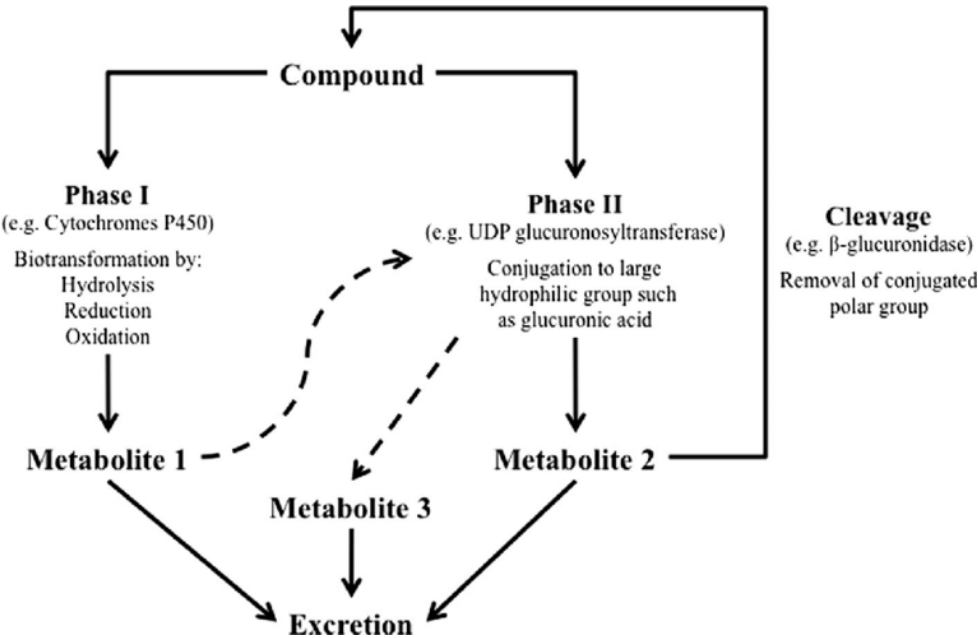 Compound
Phase I
(e.g. Cytochromes P450)
Biotransformation by:
Hydrolysis
Reduction
Oxidation
Metabolite 1
Phase II
(e.g. UDP glucuronosyltransferase)
Conjugation to large
hydrophilic group such
as glucuronic acid
Metabolite 2
Cleavage
(e.g. β-glucuronidase)
Removal of conjugated
polar group
Metabolite 3
Excretion